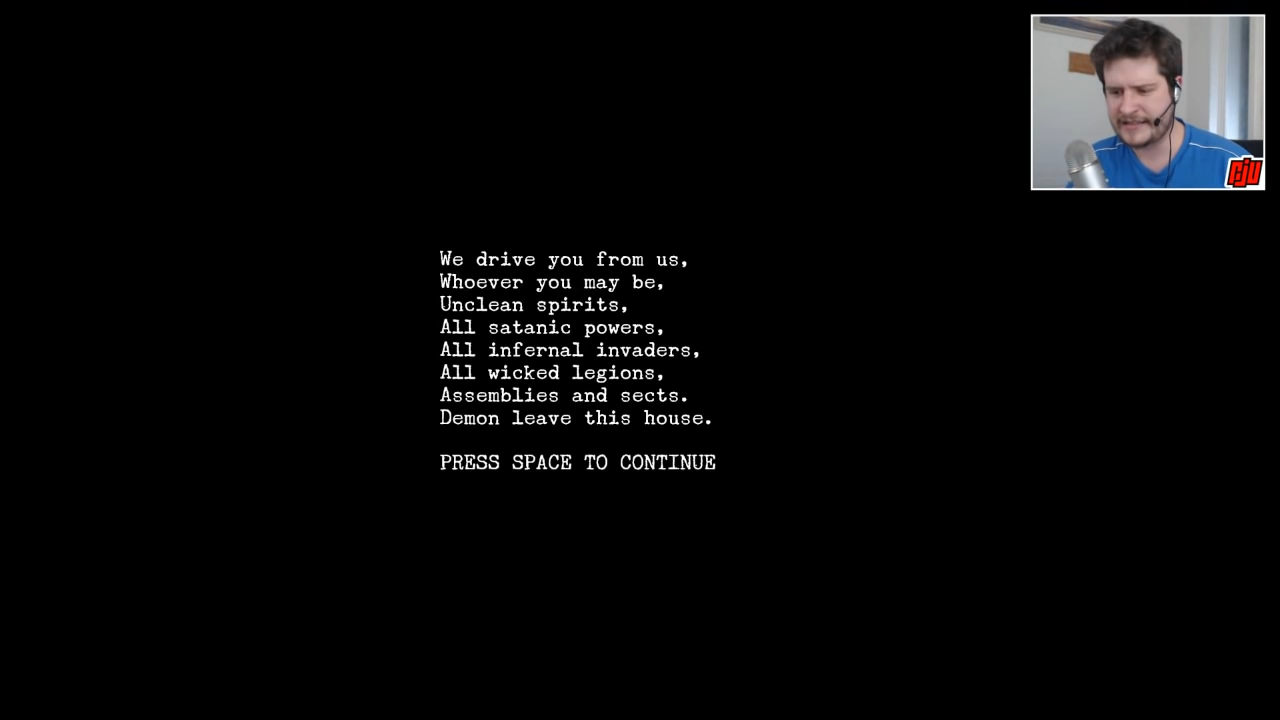 We drive you from us,
Whoever you may be,
Unclean spirits,
All satanic powers,
All infernal invaders,
All wicked legions,
Assemblies and sects.
Demon leave this house.
PRESS SPACE TO CONTINUE
rju